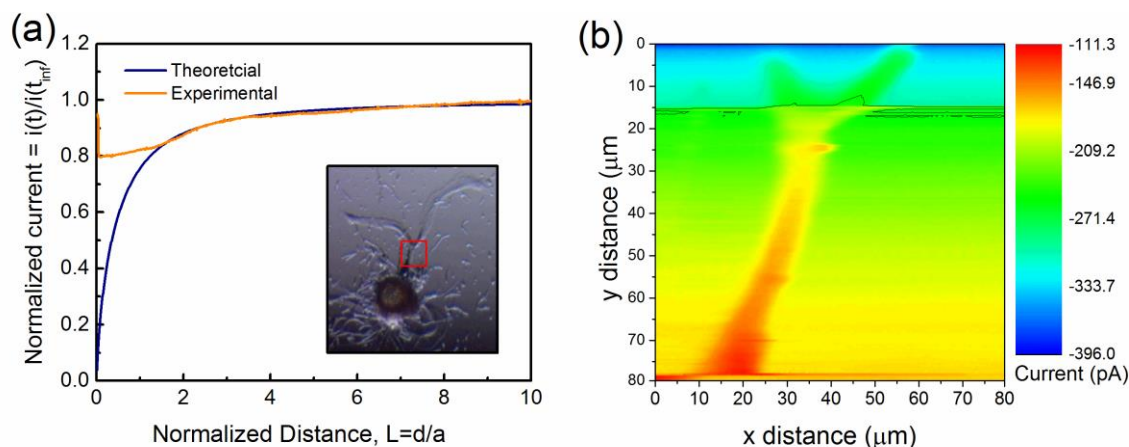 (a)
1.2
1.0
0.8
0.6
0.4
0.2
0.0
Normalized current = i(t)/i(t_inf)
Theoretcial
Experimental
0 2 4 6 8 10
Normalized Distance, L=d/a
(b)
0
10
20
30
40
50
60
70
80
y distance (μm
0 10 20 30 40 50 60 70 80
x distance (μm)
-111.3
-146.9
-209.2
-271.4
-333.7
-396.0
Current (pA)